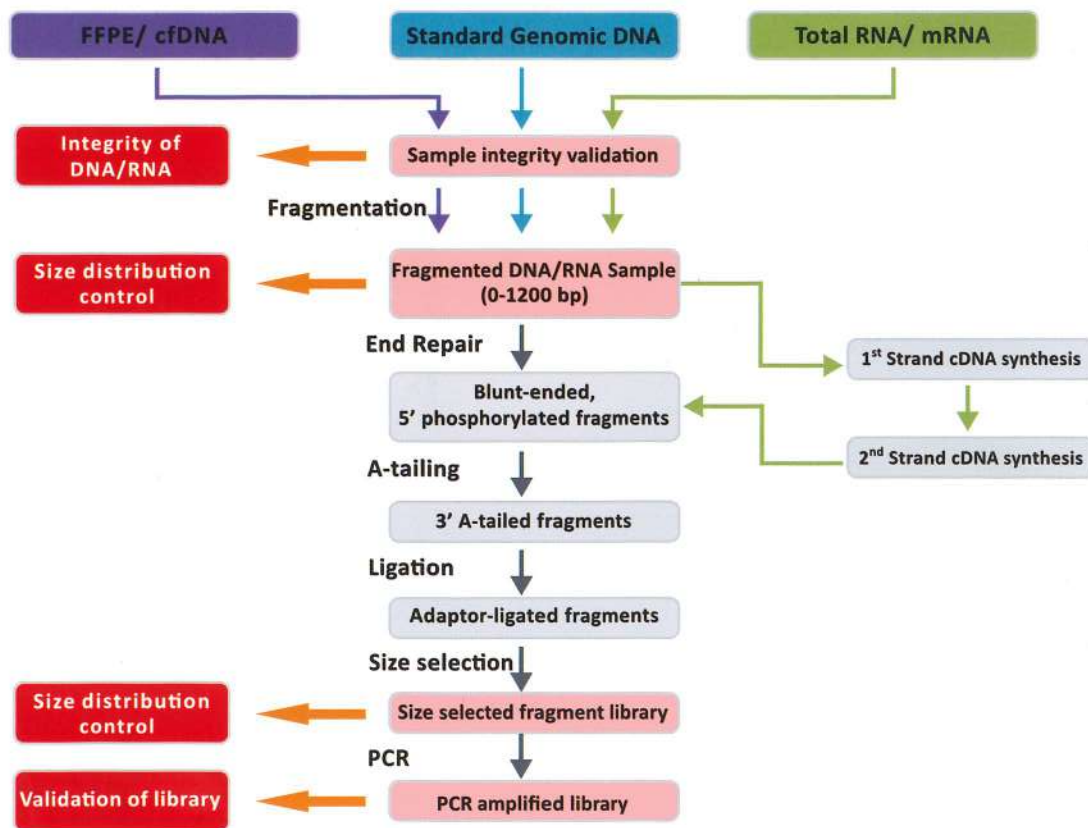 FFPE/ cfDNA
Standard Genomic DNA
Total RNA/ mRNA
Integrity of
DNA/RNA
Sample integrity validation
Fragmentation
Size distribution
control
Fragmented DNA/RNA Sample
(0-1200 bp)
End Repair
1st Strand cDNA synthesis
Blunt-ended,
5’ phosphorylated fragments
2nd Strand cDNA synthesis
A-tailing
3’ A-tailed fragments
Ligation
Adaptor-ligated fragments
Size selection
Size distribution
control
Size selected fragment library
PCR
Validation of library
PCR amplified library